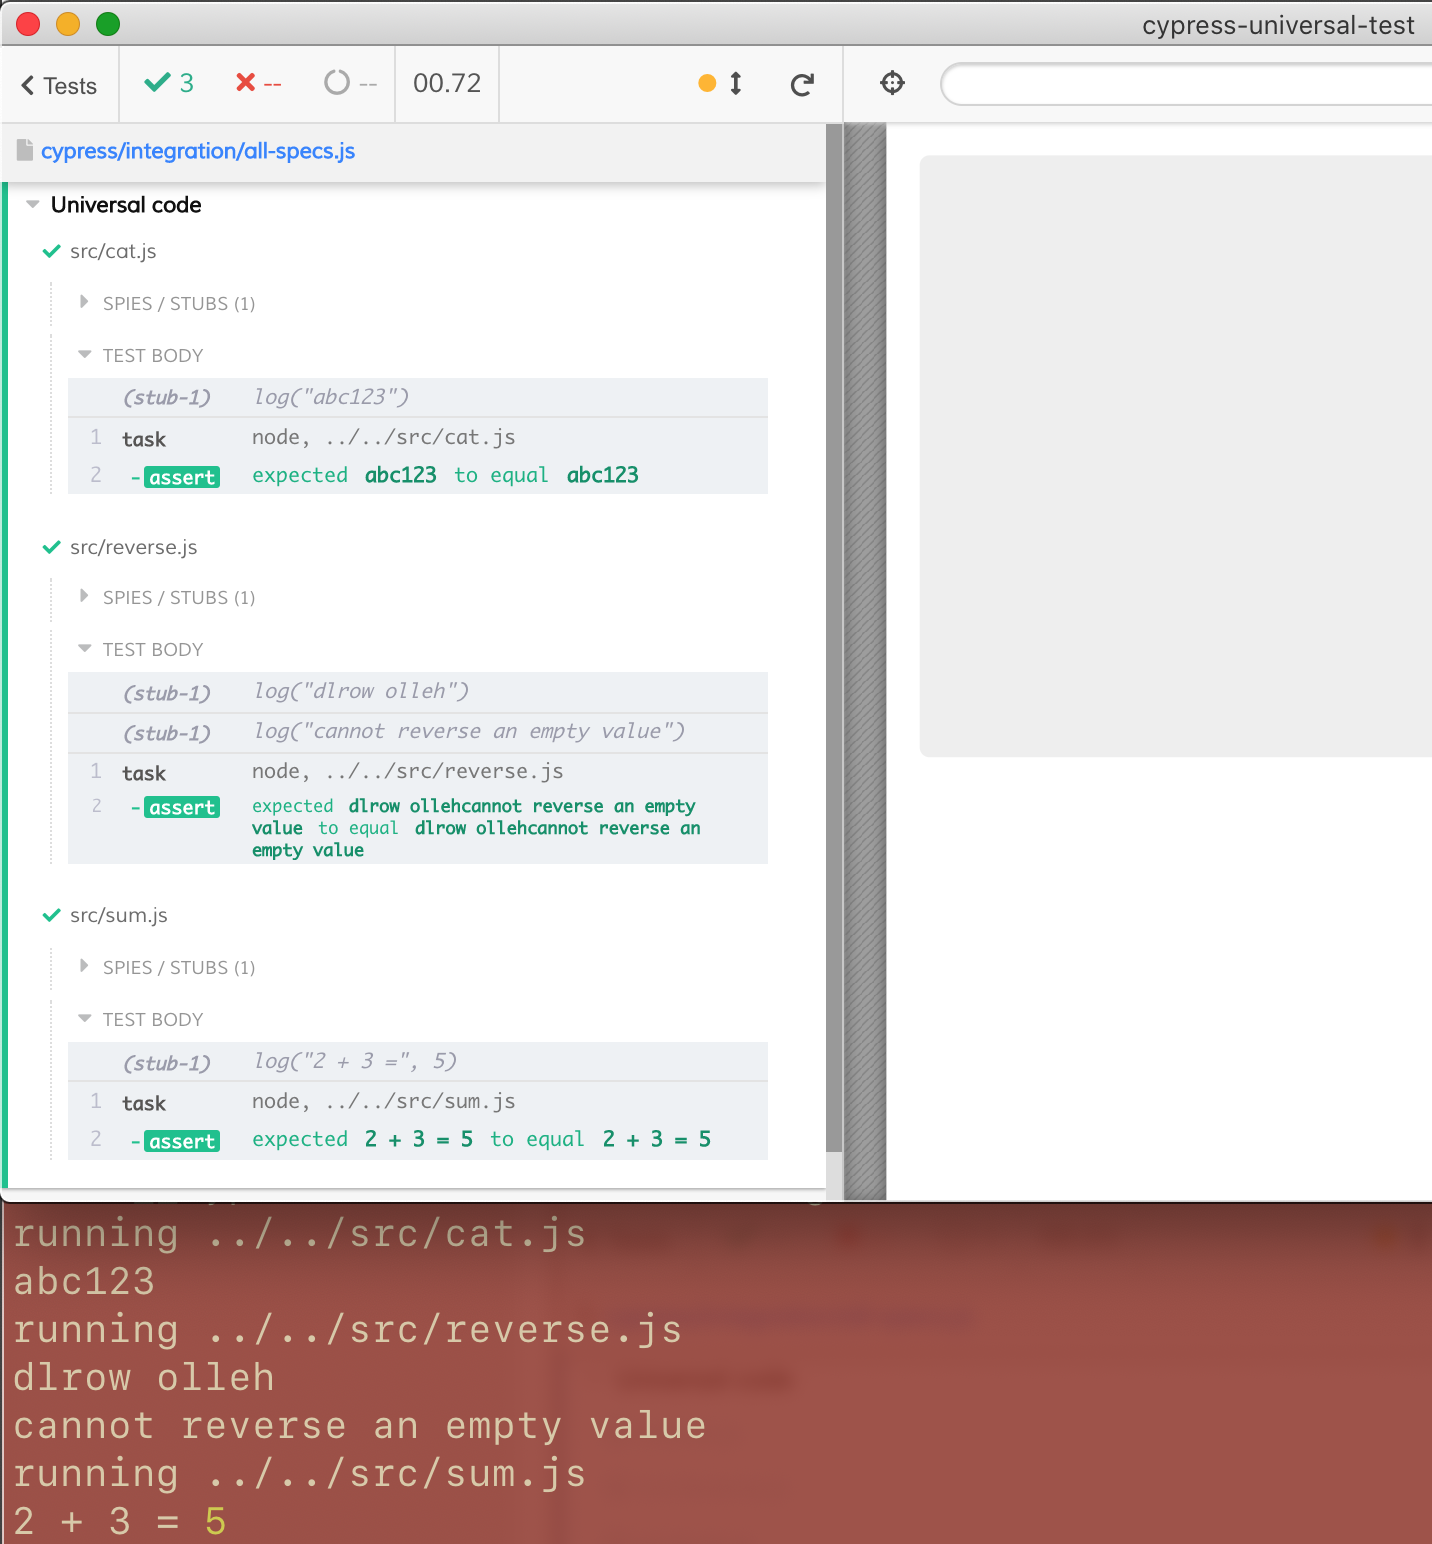 cypress-universal-test
Tests 3 -- -- 00.72
cypress/integration/all-specs.js
Universal code
src/cat.js
SPIES / STUBS (1)
TEST BODY
(stub-1) log("abc123")
1 task node, ../../src/cat.js
2 -assert expected abc123 to equal abc123
src/reverse.js
SPIES / STUBS (1)
TEST BODY
(stub-1) log("dlrow olleh")
(stub-1) log("cannot reverse an empty value")
1 task node, ../../src/reverse.js
2 -assert expected dlrow ollehcannot reverse an empty
value to equal dlrow ollehcannot reverse an
empty value
src/sum.js
SPIES / STUBS (1)
TEST BODY
(stub-1) log("2 + 3 =", 5)
1 task node, ../../src/sum.js
2 -assert expected 2 + 3 = 5 to equal 2 + 3 = 5
running ../../src/cat.js
abc123
running ../../src/reverse.js
dlrow olleh
cannot reverse an empty value
running ../../src/sum.js
2 + 3 = 5